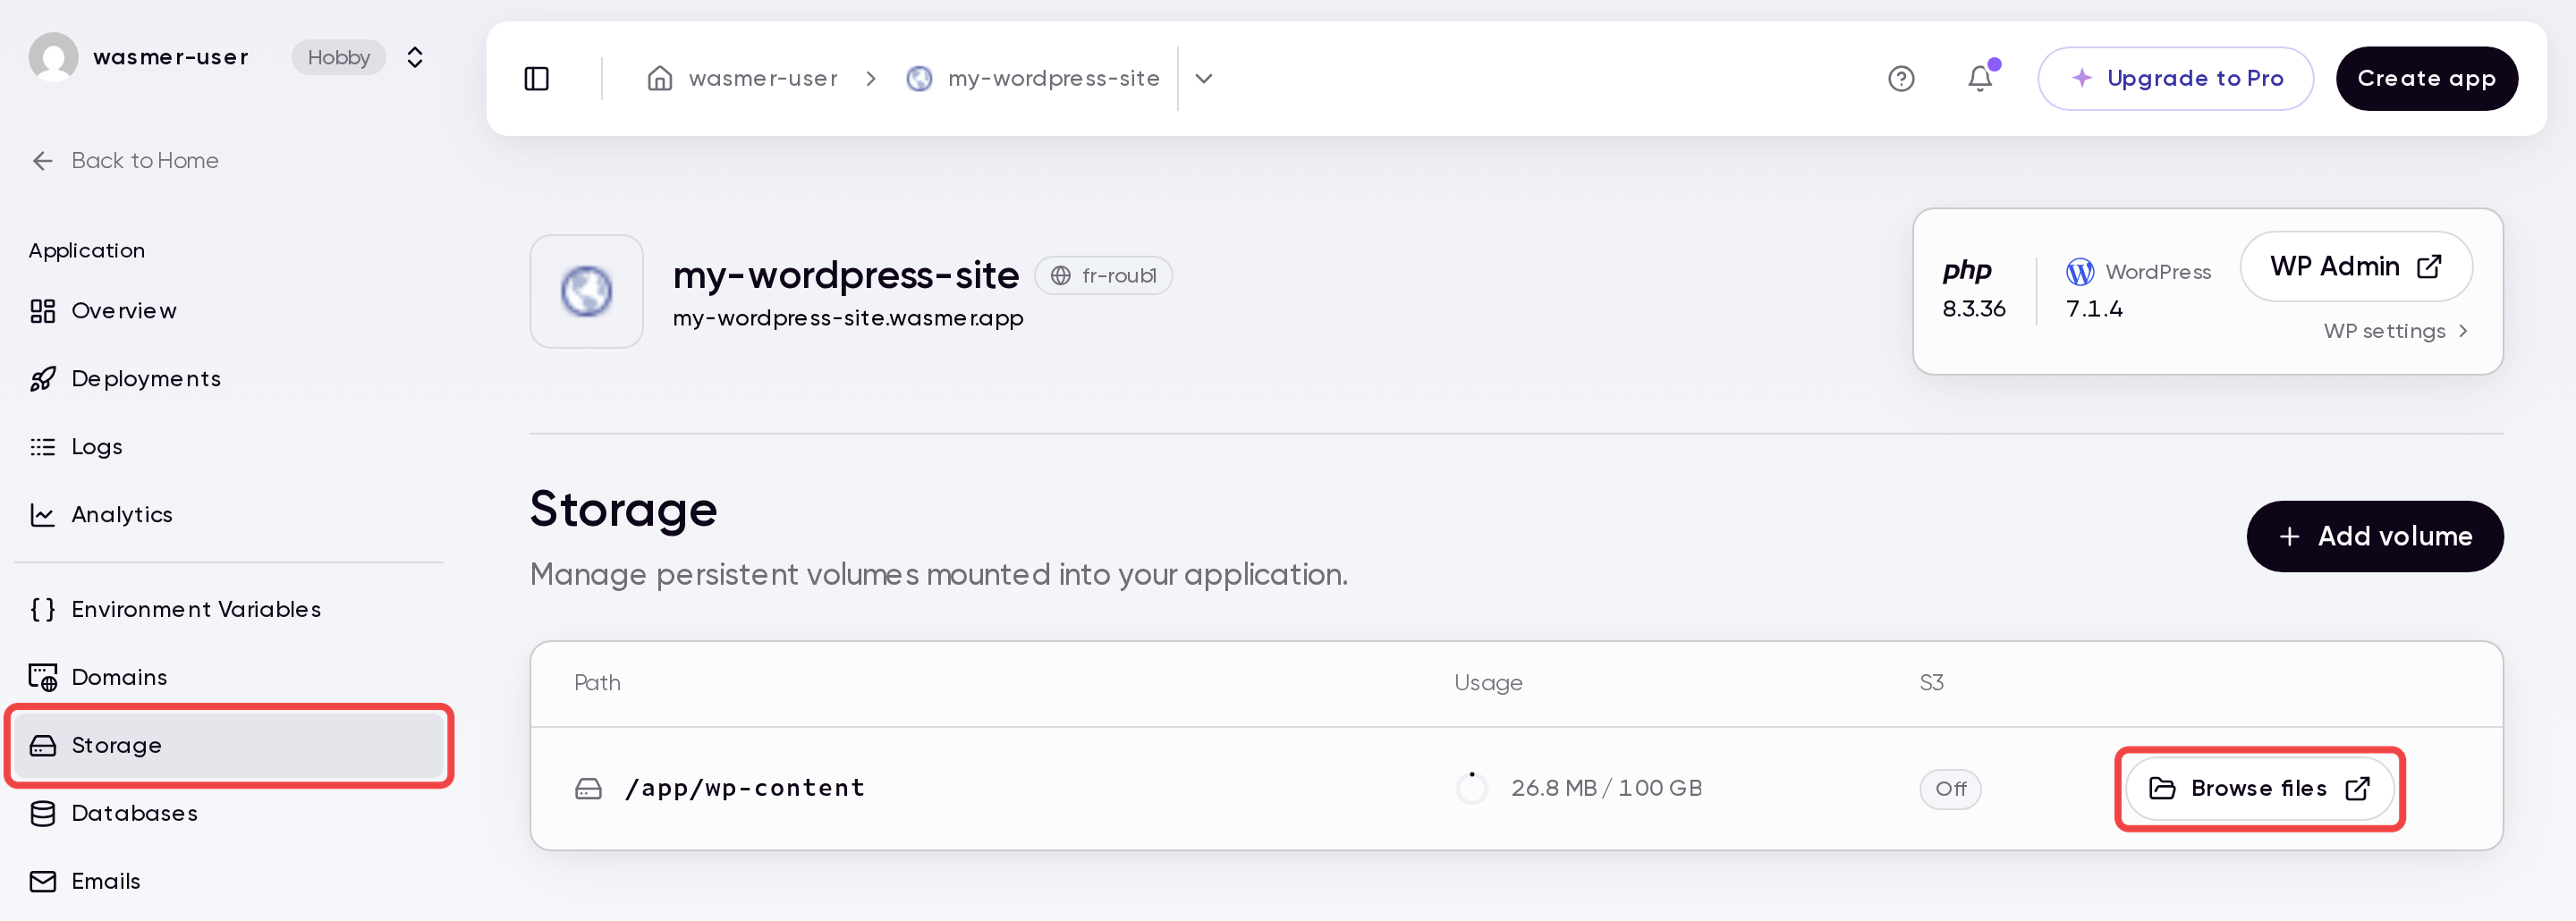 wasmer-user
Hobby
Back to Home
Application
Overview
Deployments
Logs
Analytics
Environment Variables
Domains
Storage
Databases
Emails
wasmer-user
my-wordpress-site
Upgrade to Pro
Create app
my-wordpress-site
fr-roub1
my-wordpress-site.wasmer.app
php
8.3.36
WordPress
7.1.4
WP Admin
WP settings
Storage
Manage persistent volumes mounted into your application.
Add volume
Path
Usage
S3
/app/wp-content
26.8 MB / 100 GB
Off
Browse files